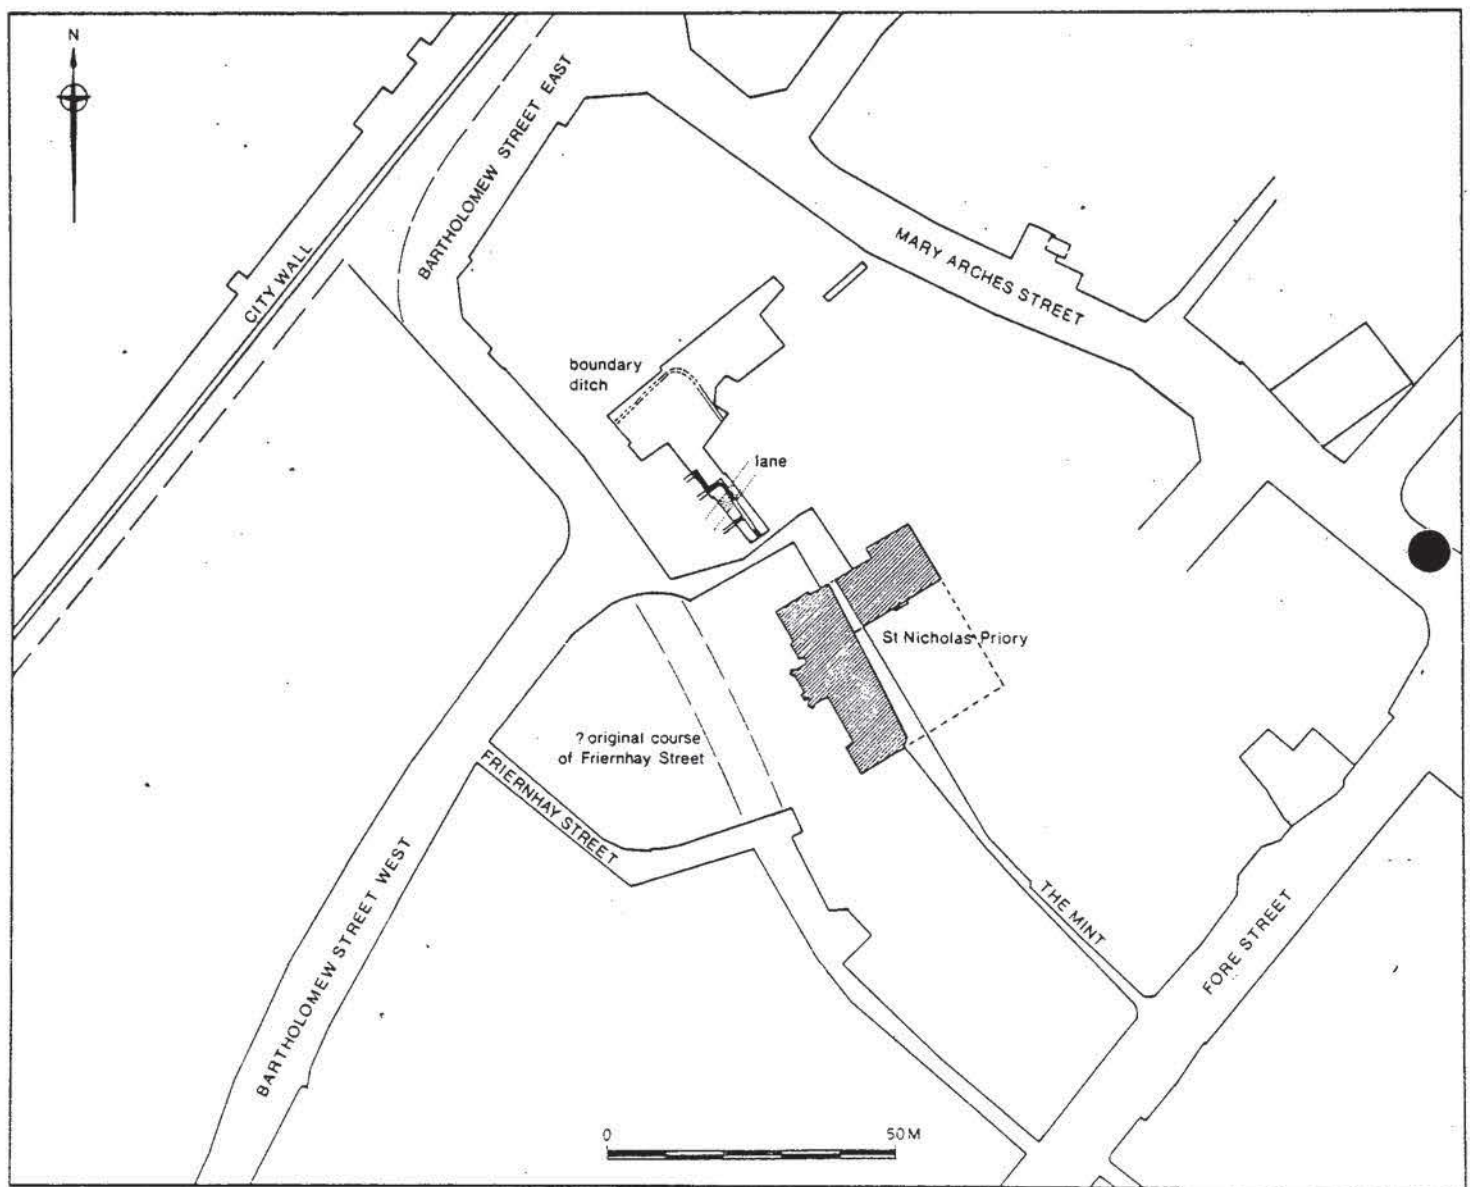 N
BARTHOLOMEW STREET EAST
CITY WALL
MARY ARCHES STREET
boundary
ditch
lane
St Nicholas Priory
? original course
of Friernhay Street
FRIERNHAY STREET
BARTHOLOMEW STREET WEST
THE MINT
FORE STREET
0
50M